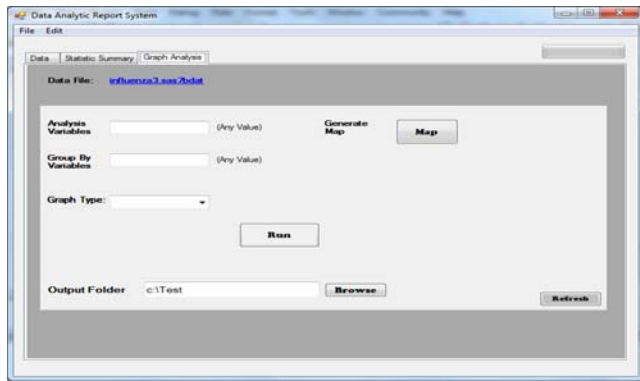 Data Analytic Report System
File Edit
Data Statistic Summary Graph Analysis
Data File: influenza3.sas7bdat
Analysis Variables (Any Value) Generate Map Map
Group By Variables (Any Value)
Graph Type:
Run
Output Folder c:\Test Browse
Refresh